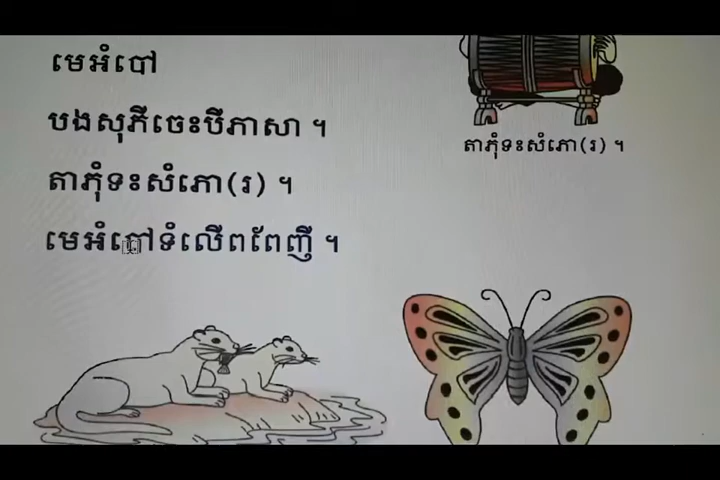 មេអំបៅ
បងសុភីចេះបីភាសា ។
តាភុំទះសំភោ(រ) ។
មេអំភៅទំលើពពែញី ។
តាភុំទះសំភោ(រ) ។